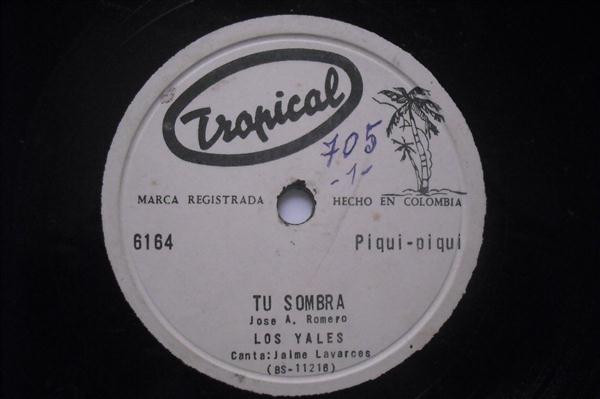 Tropical
705
-1-
MARCA REGISTRADA HECHO EN COLOMBIA
6164 Piqui-piqui
TU SOMBRA
Jose A. Romero
LOS YALES
Canta: Jaime Lavarces
(BS-11216)